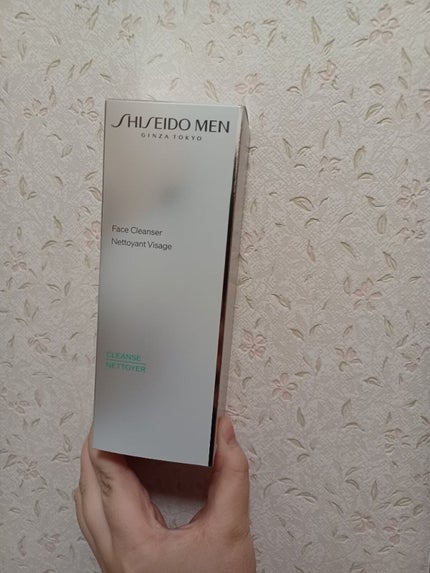 SHISEIDO MEN
GINZA TOKYO
Face Cleanser
Nettoyant Visage
CLEANSE
NETTOYER